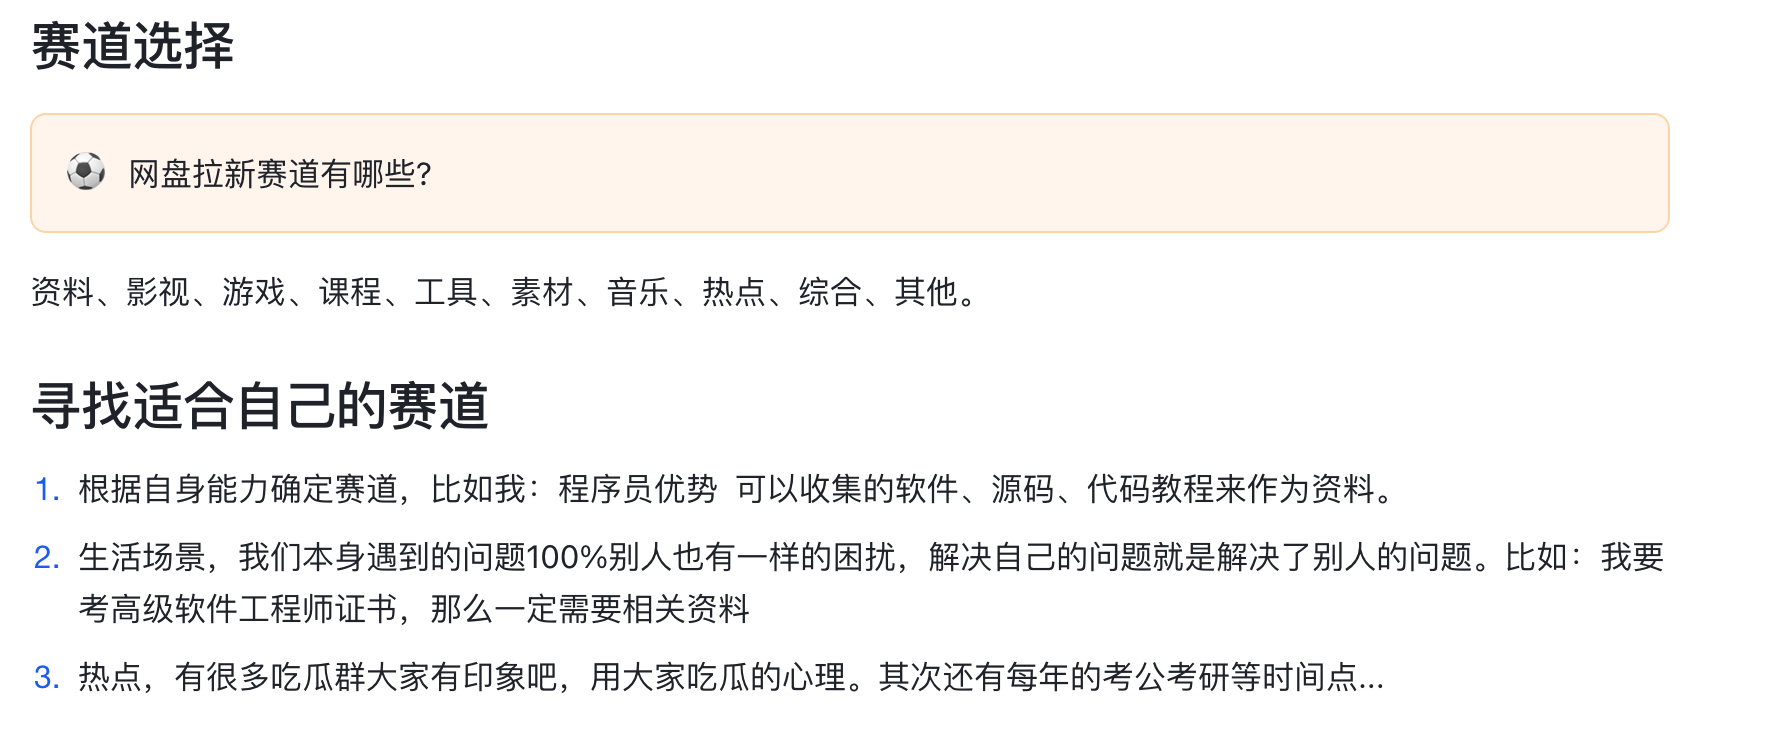 赛道选择
网盘拉新赛道有哪些?
资料、影视、游戏、课程、工具、素材、音乐、热点、综合、其他。
寻找适合自己的赛道
1. 根据自身能力确定赛道，比如我：程序员优势 可以收集的软件、源码、代码教程来作为资料。
2. 生活场景，我们本身遇到的问题100%别人也有一样的困扰，解决自己的问题就是解决了别人的问题。比如：我要
考高级软件工程师证书，那么一定需要相关资料
3. 热点，有很多吃瓜群大家有印象吧，用大家吃瓜的心理。其次还有每年的考公考研等时间点...